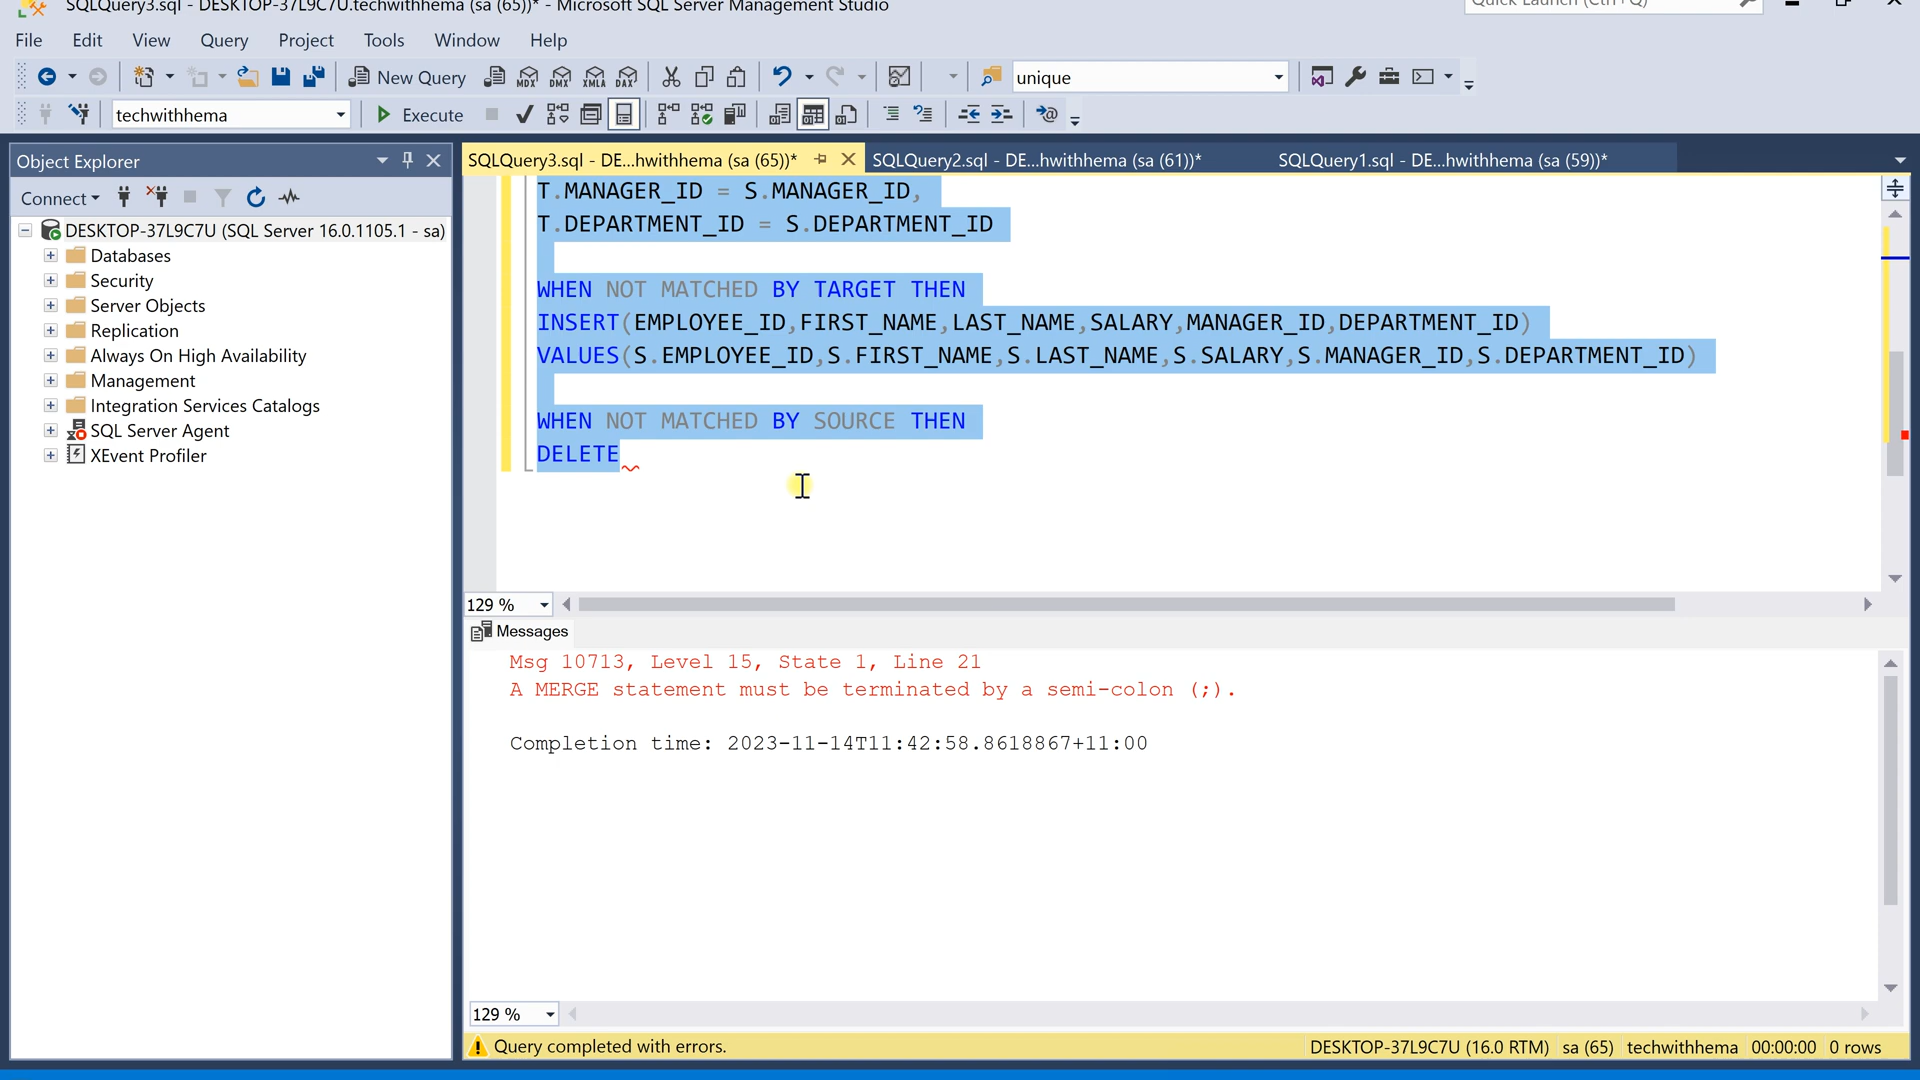 SQLQuery3.sql - DESKTOP-37L9C7U.techwithhema (sa (65))* - Microsoft SQL Server Management Studio
Quick Launch (Ctrl+Q)
File Edit View Query Project Tools Window Help
New Query MDX DMX XMLA DAX unique
techwithhema Execute
Object Explorer
Connect
DESKTOP-37L9C7U (SQL Server 16.0.1105.1 - sa)
Databases
Security
Server Objects
Replication
Always On High Availability
Management
Integration Services Catalogs
SQL Server Agent
XEvent Profiler
SQLQuery3.sql - DE...hwithhema (sa (65))* SQLQuery2.sql - DE...hwithhema (sa (61))* SQLQuery1.sql - DE...hwithhema (sa (59))*
T.MANAGER_ID = S.MANAGER_ID,
T.DEPARTMENT_ID = S.DEPARTMENT_ID
WHEN NOT MATCHED BY TARGET THEN
INSERT(EMPLOYEE_ID,FIRST_NAME,LAST_NAME,SALARY,MANAGER_ID,DEPARTMENT_ID)
VALUES(S.EMPLOYEE_ID,S.FIRST_NAME,S.LAST_NAME,S.SALARY,S.MANAGER_ID,S.DEPARTMENT_ID)
WHEN NOT MATCHED BY SOURCE THEN
DELETE
129 %
Messages
Msg 10713, Level 15, State 1, Line 21
A MERGE statement must be terminated by a semi-colon (;).
Completion time: 2023-11-14T11:42:58.8618867+11:00
129 %
Query completed with errors. DESKTOP-37L9C7U (16.0 RTM) sa (65) techwithhema 00:00:00 0 rows